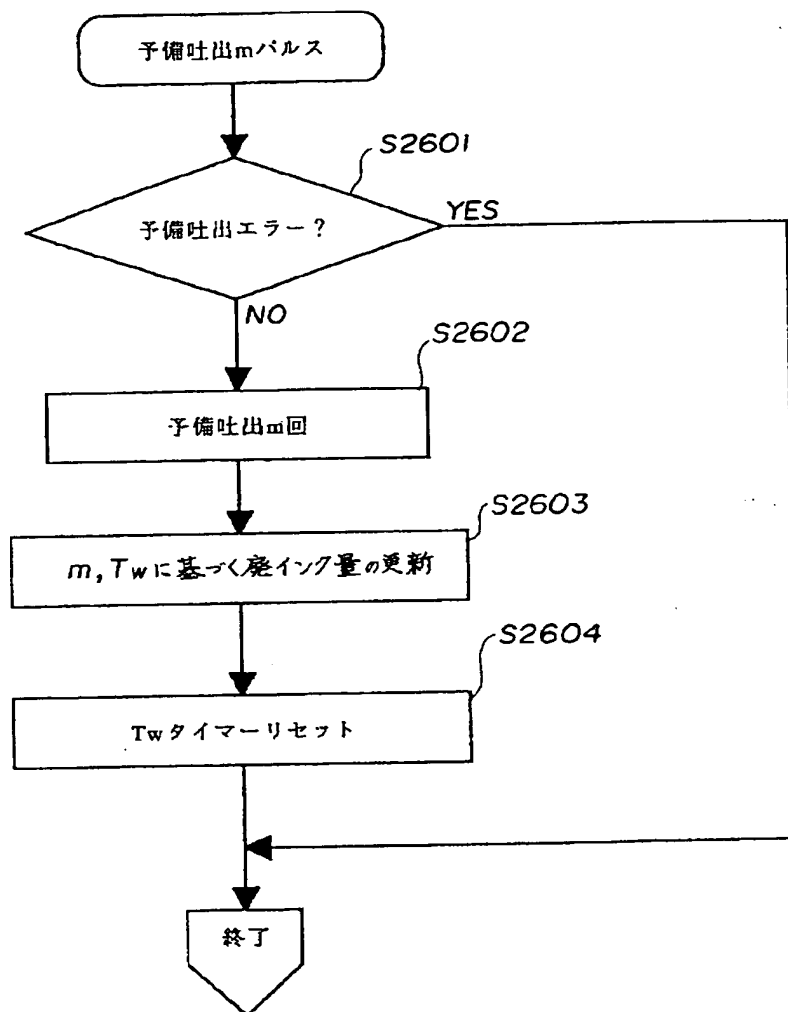 予備吐出mパルス
S2601
予備吐出エラー?
YES
NO
S2602
予備吐出m回
S2603
m, Twに基づく廃インク量の更新
S2604
Twタイマーリセット
終了